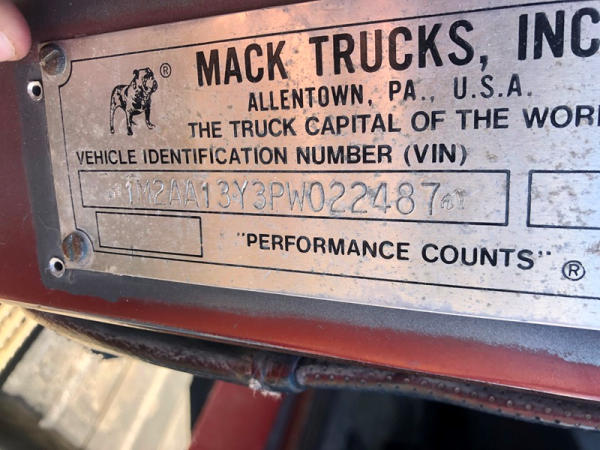 ®
MACK TRUCKS, INC
ALLENTOWN, PA., U.S.A.
THE TRUCK CAPITAL OF THE WOR
VEHICLE IDENTIFICATION NUMBER (VIN)
1M2AA13Y3PW022487
"PERFORMANCE COUNTS" ®